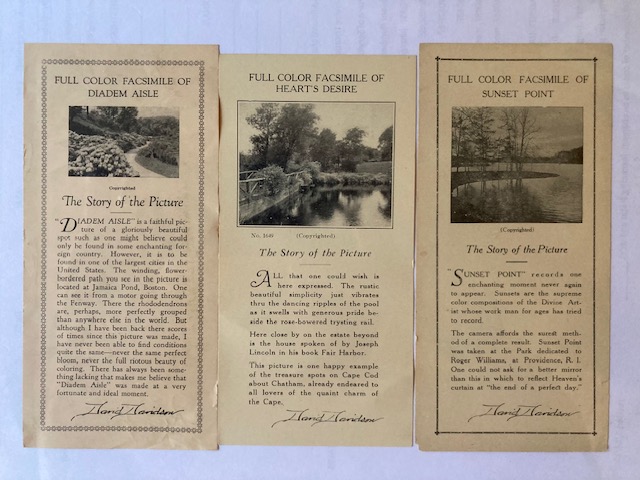 FULL COLOR FACSIMILE OF
DIADEM AISLE
Copyrighted
The Story of the Picture
"DIADEM AISLE" is a faithful pic-
ture of a gloriously beautiful
spot such as one might believe could
only be found in some enchanting for-
eign country. However, it is to be
found in one of the largest cities in the
United States. The winding, flower-
bordered path you see in the picture is
located at Jamaica Pond, Boston. One
can see it from a motor going through
the Fenway. There the rhododendrons
are, perhaps, more perfectly grouped
than anywhere else in the world. But
although I have been back there scores
of times since this picture was made, I
have never been able to find conditions
quite the same—never the same perfect
bloom, never the full riotous beauty of
coloring. There has always been some-
thing lacking that makes me believe that
"Diadem Aisle" was made at a very
fortunate and ideal moment.
David Davidson
FULL COLOR FACSIMILE OF
HEART'S DESIRE
No. 1649 (Copyrighted)
The Story of the Picture
ALL that one could wish is
here expressed. The rustic
beautiful simplicity just vibrates
thru the dancing ripples of the pool
as it swells with generous pride be-
side the rose-bowered trysting rail.
Here close by on the estate beyond
is the house spoken of by Joseph
Lincoln in his book Fair Harbor.
This picture is one happy example
of the treasure spots on Cape Cod
about Chatham, already endeared to
all lovers of the quaint charm of
the Cape.
David Davidson
FULL COLOR FACSIMILE OF
SUNSET POINT
(Copyrighted)
The Story of the Picture
"SUNSET POINT" records one
enchanting moment never again
to appear. Sunsets are the supreme
color compositions of the Divine Art-
ist whose work man for ages has tried
to record.
The camera affords the surest meth-
od of a complete result. Sunset Point
was taken at the Park dedicated to
Roger Williams, at Providence, R. I.
One could not ask for a better mirror
than this in which to reflect Heaven's
curtain at "the end of a perfect day."
David Davidson